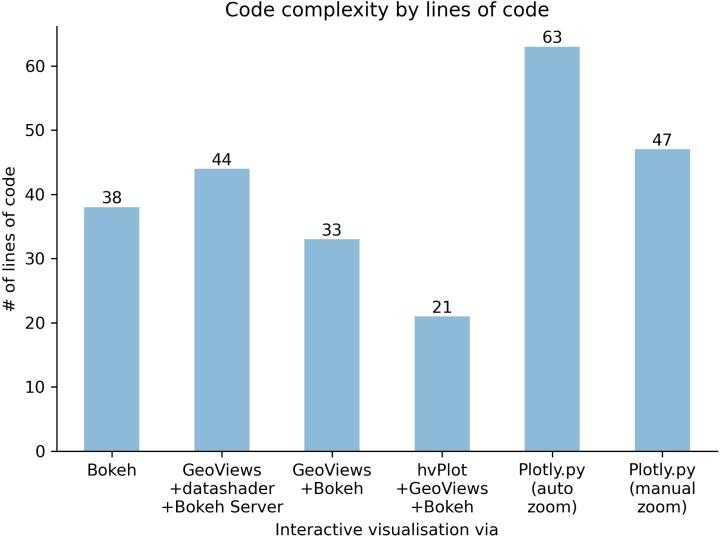 Code complexity by lines of code
# of lines of code
60
50
40
30
20
10
0
38
44
33
21
63
47
Bokeh
GeoViews
+datashader
+Bokeh Server
GeoViews
+Bokeh
hvPlot
+GeoViews
+Bokeh
Plotly.py
(auto
zoom)
Plotly.py
(manual
zoom)
Interactive visualisation via